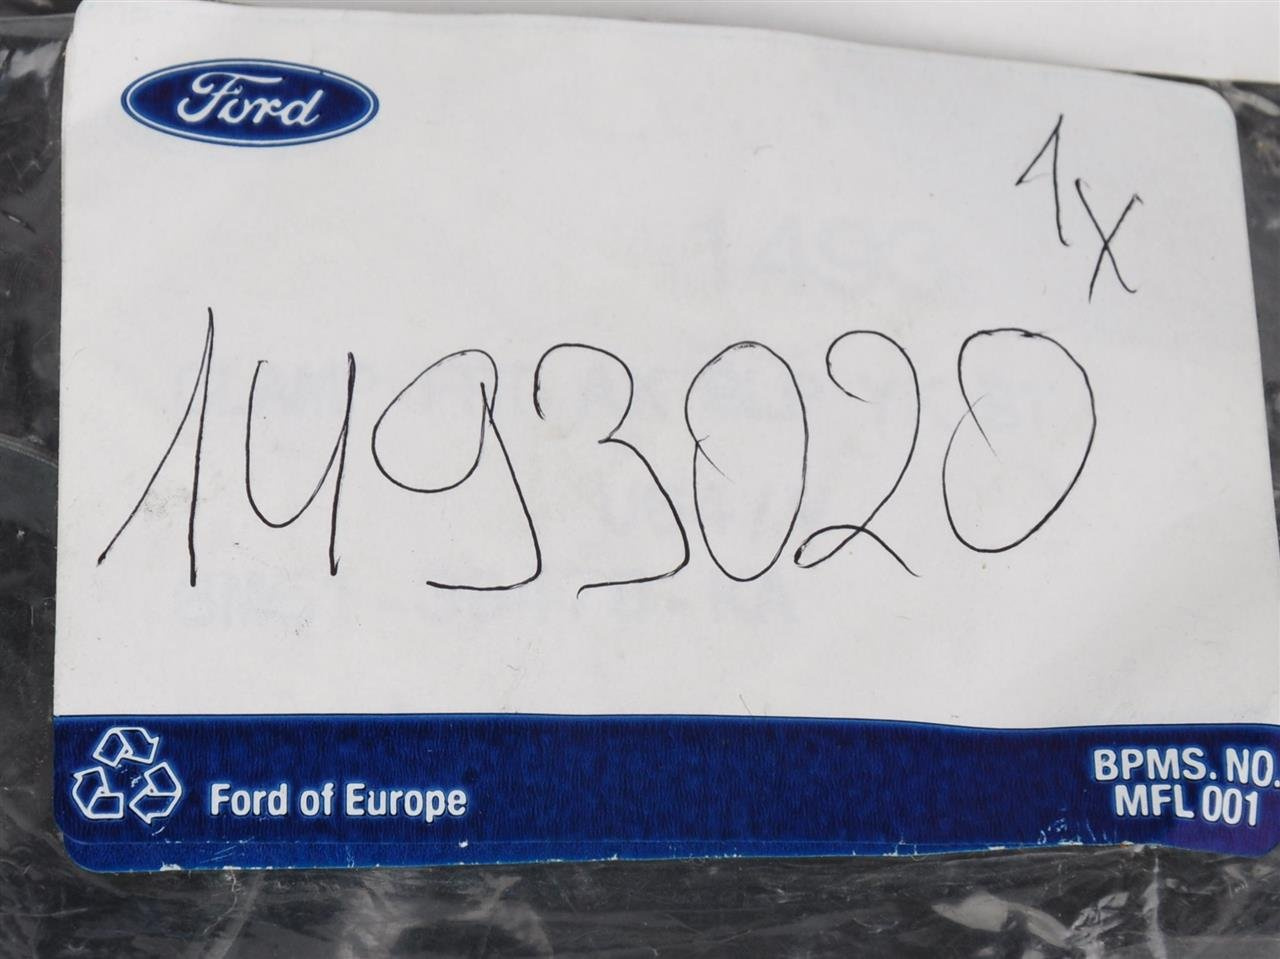 Ford
1X
1493020
Ford of Europe
BPMS. NO.
MFL 001